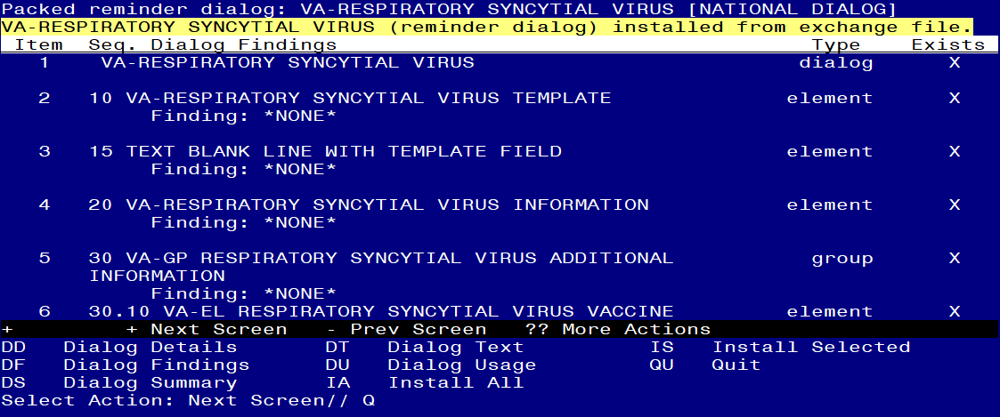 Packed reminder dialog: VA-RESPIRATORY SYNCYTIAL VIRUS [NATIONAL DIALOG]
VA-RESPIRATORY SYNCYTIAL VIRUS (reminder dialog) installed from exchange file.
Item Seq. Dialog Findings Type Exists
1 VA-RESPIRATORY SYNCYTIAL VIRUS dialog X
2 10 VA-RESPIRATORY SYNCYTIAL VIRUS TEMPLATE element X
Finding: *NONE*
3 15 TEXT BLANK LINE WITH TEMPLATE FIELD element X
Finding: *NONE*
4 20 VA-RESPIRATORY SYNCYTIAL VIRUS INFORMATION element X
Finding: *NONE*
5 30 VA-GP RESPIRATORY SYNCYTIAL VIRUS ADDITIONAL group X
INFORMATION
Finding: *NONE*
6 30.10 VA-EL RESPIRATORY SYNCYTIAL VIRUS VACCINE element X
+ + Next Screen - Prev Screen ?? More Actions
DD Dialog Details DT Dialog Text IS Install Selected
DF Dialog Findings DU Dialog Usage QU Quit
DS Dialog Summary IA Install All
Select Action: Next Screen// Q